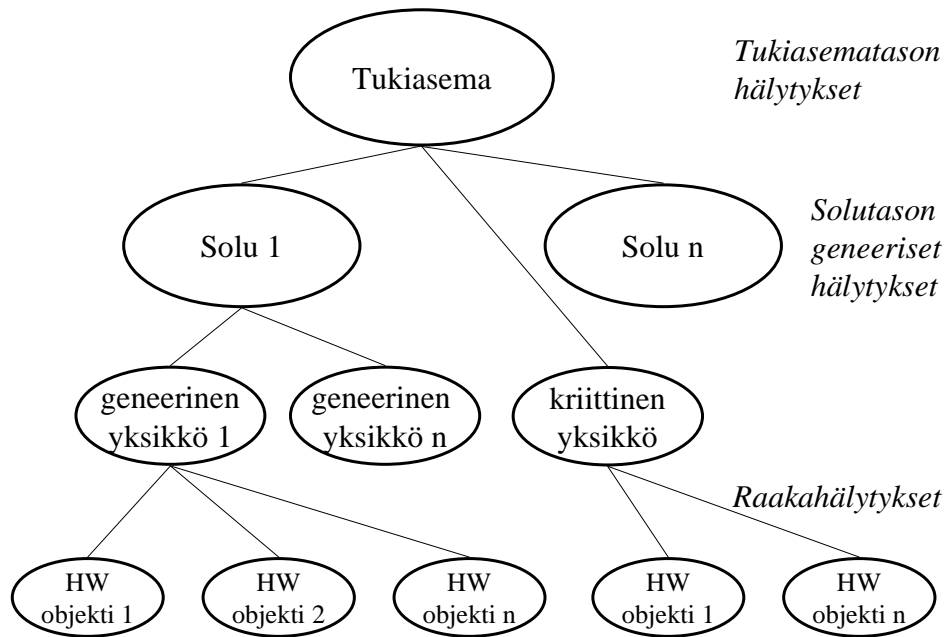 Tukiasema
Tukiasematason
hälytykset
Solu 1
Solu n
Solutason
geneeriset
hälytykset
geneerinen
yksikkö 1
geneerinen
yksikkö n
kriittinen
yksikkö
Raakahälytykset
HW
objekti 1
HW
objekti 2
HW
objekti n
HW
objekti 1
HW
objekti n